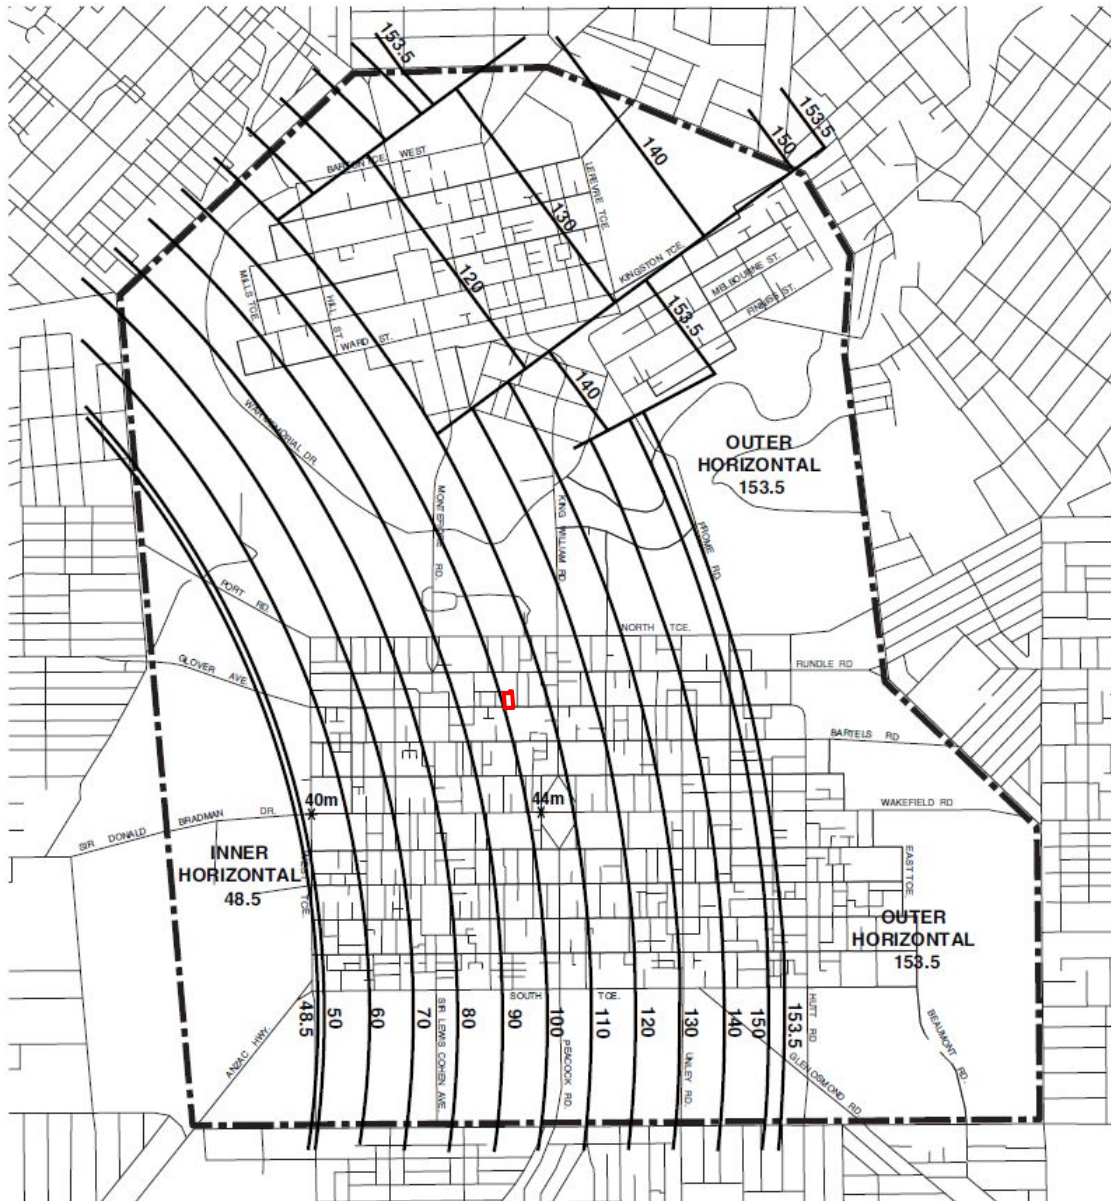 153.5
153.5
150
140
BARTON TCE. WEST
LEFEVRE TCE.
130
120
KINGSTON TCE.
MELBOURNE ST.
FINNISS ST.
MILLS TCE.
HILL ST.
WARD ST.
153.5
140
WAR MEMORIAL DR.
OUTER
HORIZONTAL
153.5
MONTEFIORE RD.
KING WILLIAM RD
FROME RD.
PORT RD.
NORTH TCE.
GLOVER AVE.
RUNDLE RD
BARTELS RD
40m
44m
WAKEFIELD RD
SIR DONALD BRADMAN DR.
INNER
HORIZONTAL
48.5
WEST TCE.
EAST TCE.
OUTER
HORIZONTAL
153.5
SOUTH TCE.
48.5
50
60
70
80
90
100
110
120
130
140
150
153.5
ANZAC HWY.
SIR LEWIS COHEN AVE.
PEACOCK RD.
UNLEY RD.
GLEN OSMOND RD
HUTT RD
BEAUMONT RD.